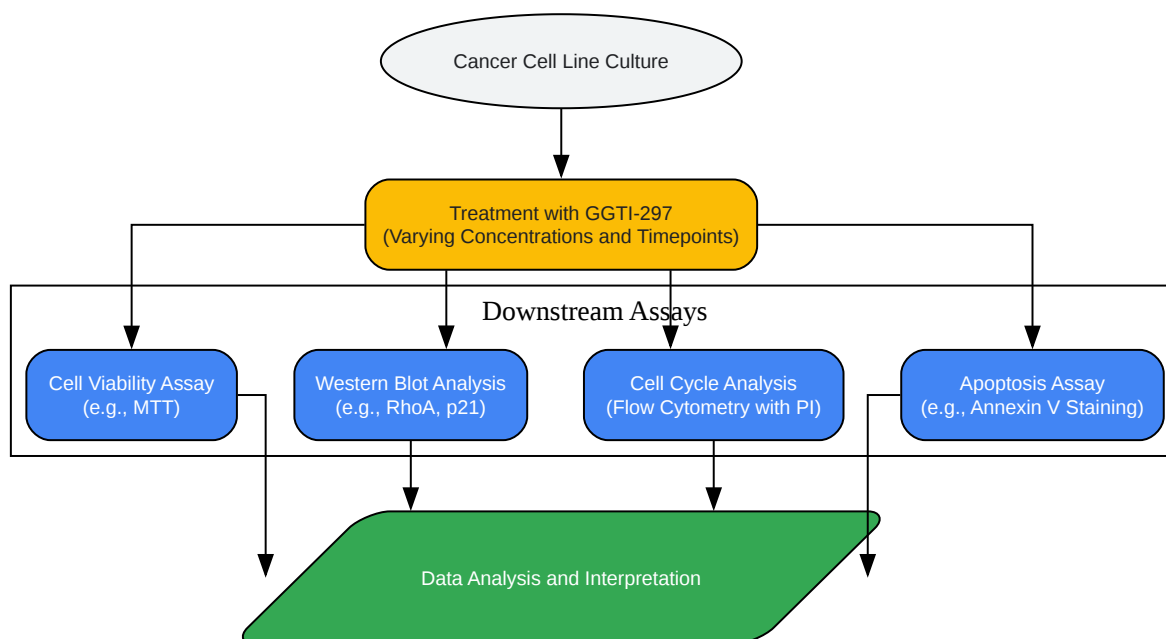 Cancer Cell Line Culture
Treatment with GGTI-297
(Varying Concentrations and Timepoints)
Downstream Assays
Cell Viability Assay
(e.g., MTT)
Western Blot Analysis
(e.g., RhoA, p21)
Cell Cycle Analysis
(Flow Cytometry with PI)
Apoptosis Assay
(e.g., Annexin V Staining)
Data Analysis and Interpretation